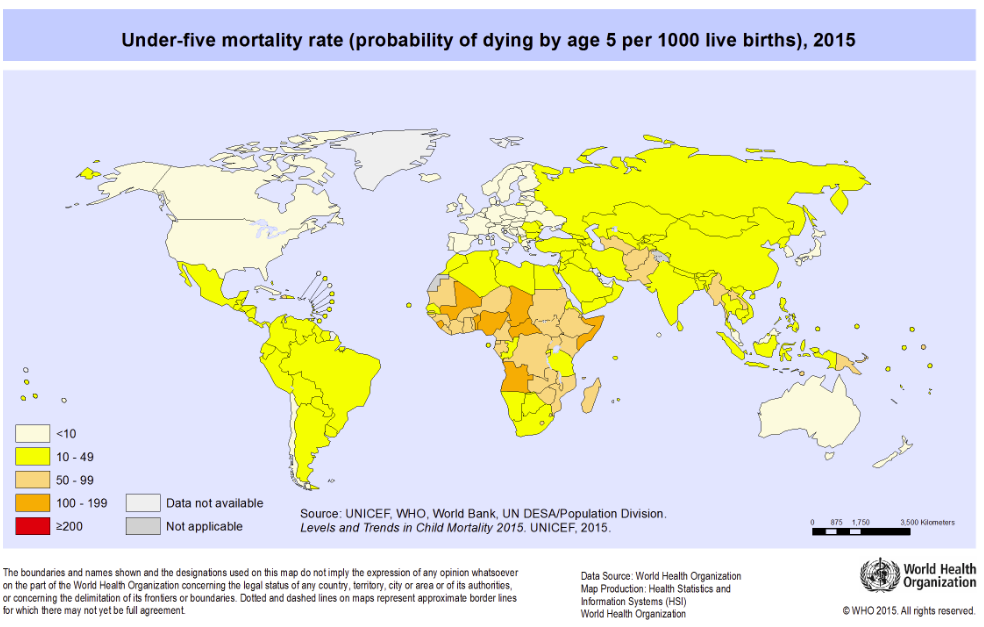 Under-five mortality rate (probability of dying by age 5 per 1000 live births), 2015
<10
10 - 49
50 - 99
100 - 199
≥200
Data not available
Not applicable
Source: UNICEF, WHO, World Bank, UN DESA/Population Division.
Levels and Trends in Child Mortality 2015. UNICEF, 2015.
0 875 1,750 3,500 Kilometers
The boundaries and names shown and the designations used on this map do not imply the expression of any opinion whatsoever
on the part of the World Health Organization concerning the legal status of any country, territory, city or area or of its authorities,
or concerning the delimitation of its frontiers or boundaries. Dotted and dashed lines on maps represent approximate border lines
for which there may not yet be full agreement.
Data Source: World Health Organization
Map Production: Health Statistics and
Information Systems (HSI)
World Health Organization
World Health
Organization
© WHO 2015. All rights reserved.